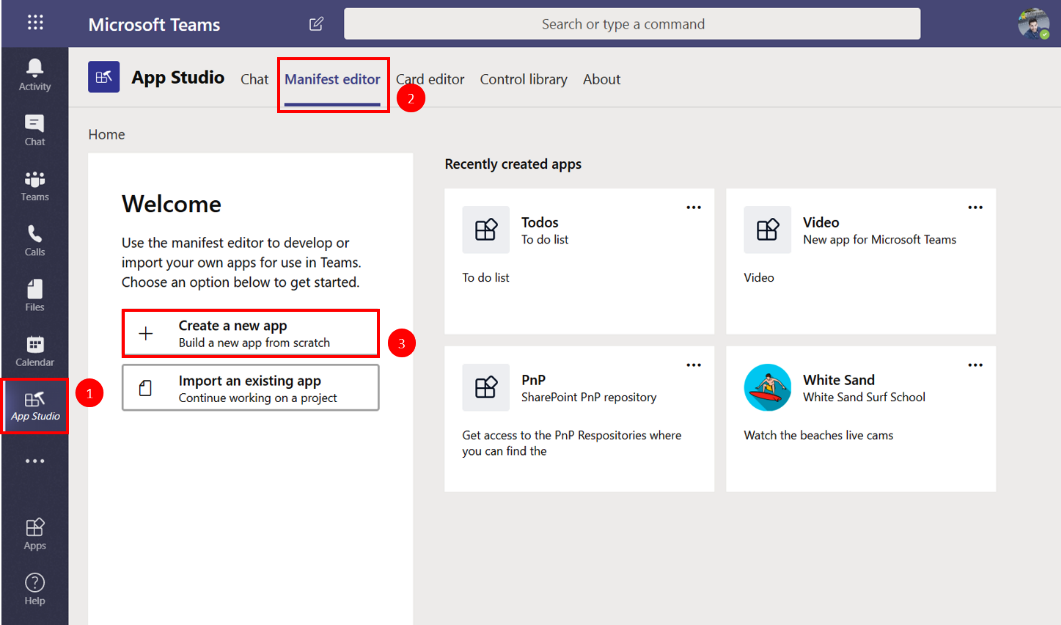 Microsoft Teams
Search or type a command
Activity
Chat
Teams
Calls
Files
Calendar
1
App Studio
Apps
Help
App Studio
Chat
Manifest editor
2
Card editor
Control library
About
Home
Welcome
Use the manifest editor to develop or
import your own apps for use in Teams.
Choose an option below to get started.
Create a new app
Build a new app from scratch
3
Import an existing app
Continue working on a project
Recently created apps
Todos
To do list
To do list
Video
New app for Microsoft Teams
Video
PnP
SharePoint PnP repository
Get access to the PnP Respositories where
you can find the
White Sand
White Sand Surf School
Watch the beaches live cams